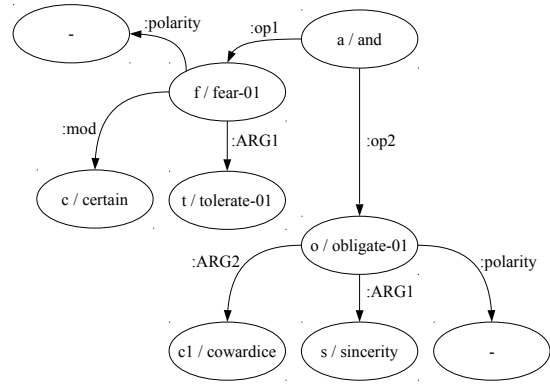 :polarity
:op1
-
a / and
f / fear-01
:mod
:ARG1
:op2
c / certain
t / tolerate-01
o / obligate-01
:ARG2
:ARG1
:polarity
c1 / cowardice
s / sincerity
-